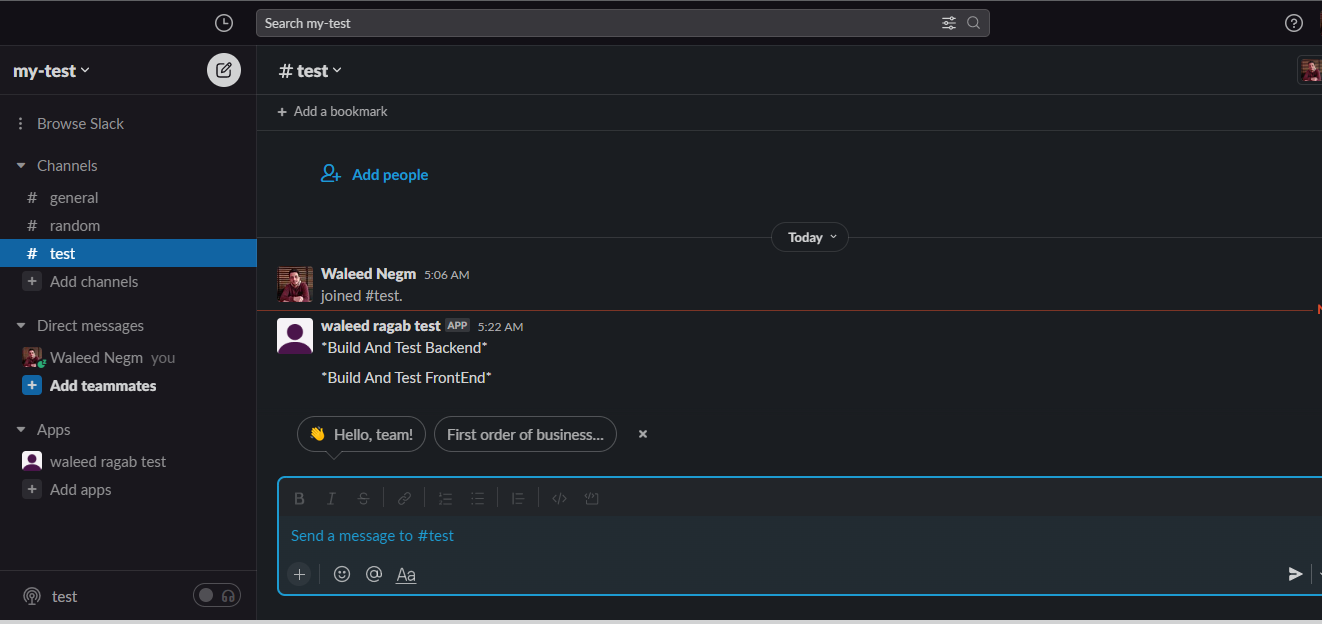 Search my-test
my-test
# test
+ Add a bookmark
Browse Slack
Channels
# general
# random
# test
+ Add channels
Direct messages
Waleed Negm you
+ Add teammates
Apps
waleed ragab test
+ Add apps
test
Add people
Today
Waleed Negm 5:06 AM
joined #test.
waleed ragab test APP 5:22 AM
*Build And Test Backend*
*Build And Test FrontEnd*
👋 Hello, team!
First order of business...
B I S
Send a message to #test
+ @ Aa